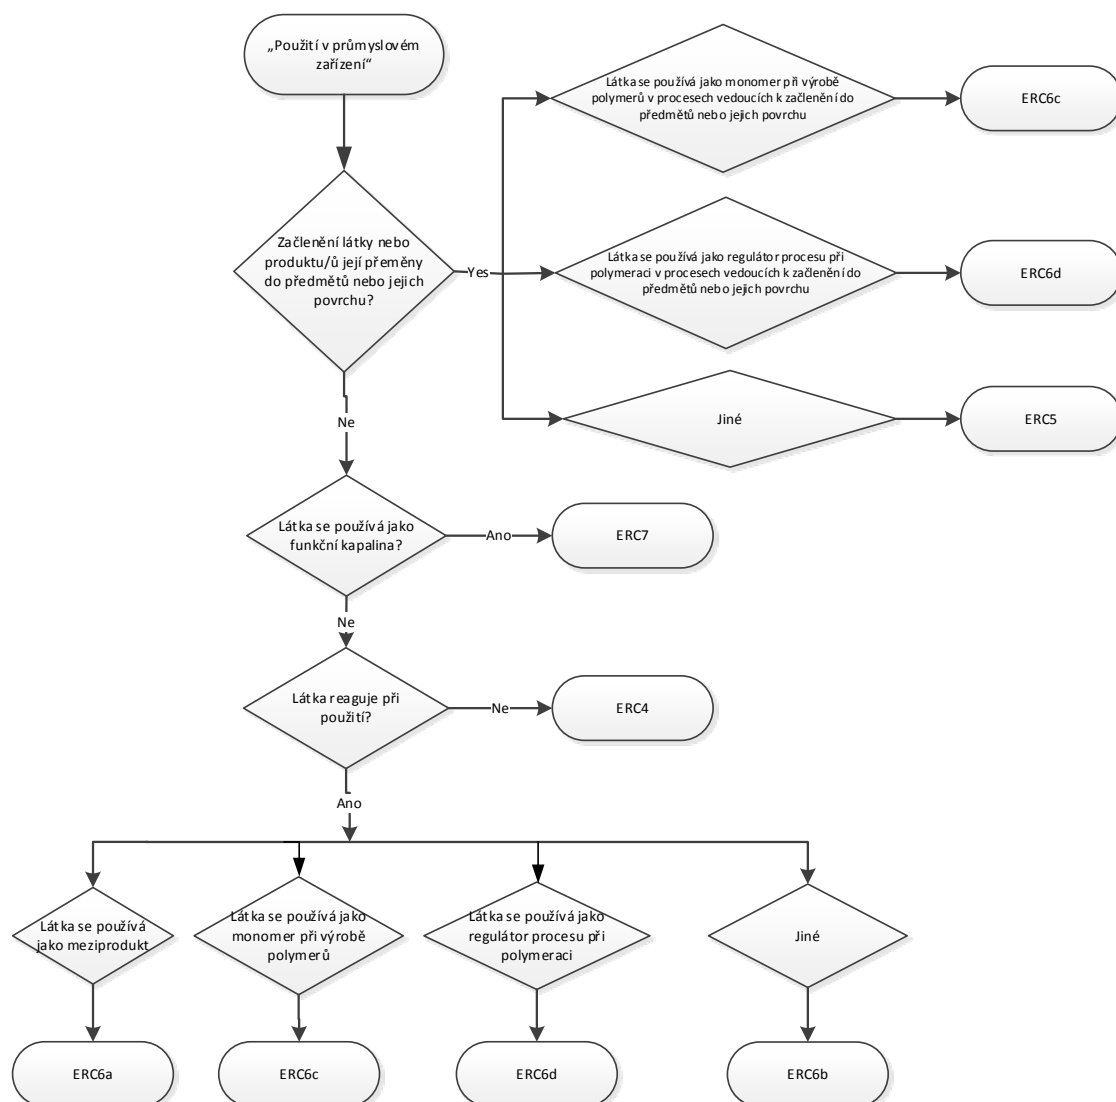 „Použití v průmyslovém
zařízení“
Látka se používá jako monomer při výrobě
polymerů v procesech vedoucích k začlenění do
předmětů nebo jejich povrchu
ERC6c
Začlenění látky nebo
produktu/ů její přeměny
do předmětů nebo jejich
povrchu?
Yes
Látka se používá jako regulátor procesu při
polymeraci v procesech vedoucích k začlenění do
předmětů nebo jejich povrchu
ERC6d
Jiné
ERC5
Ne
Látka se používá jako
funkční kapalina?
Ano
ERC7
Ne
Látka reaguje při
použití?
Ne
ERC4
Ano
Látka se používá
jako meziprodukt
Látka se používá jako
monomer při výrobě
polymerů
Látka se používá jako
regulátor procesu při
polymeraci
Jiné
ERC6a
ERC6c
ERC6d
ERC6b